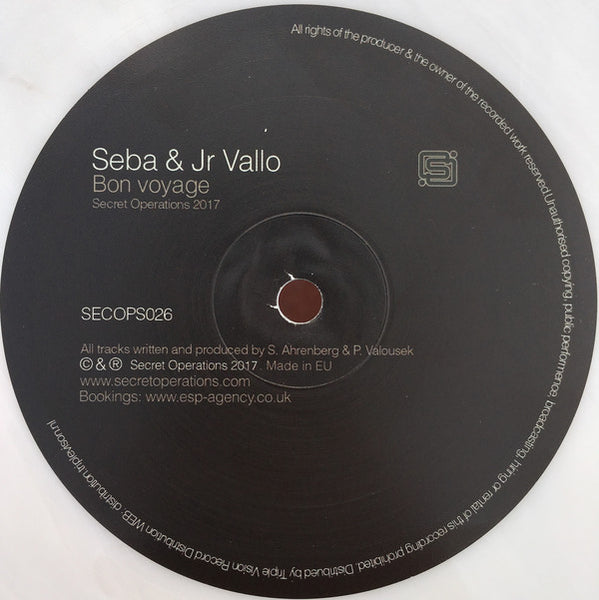 All rights of the producer & the owner of the recorded work reserved. Unauthorised copying, public performance, broadcasting, hiring or rental of this recording prohibited. Distribued by Triple Vision Record Distribution WEB: distribution.triplevision.nl
Seba & Jr Vallo
Bon voyage
Secret Operations 2017
SECOPS026
All tracks written and produced by S. Ahrenberg & P. Valousek
© & ® Secret Operations 2017. Made in EU
www.secretoperations.com
Bookings: www.esp-agency.co.uk